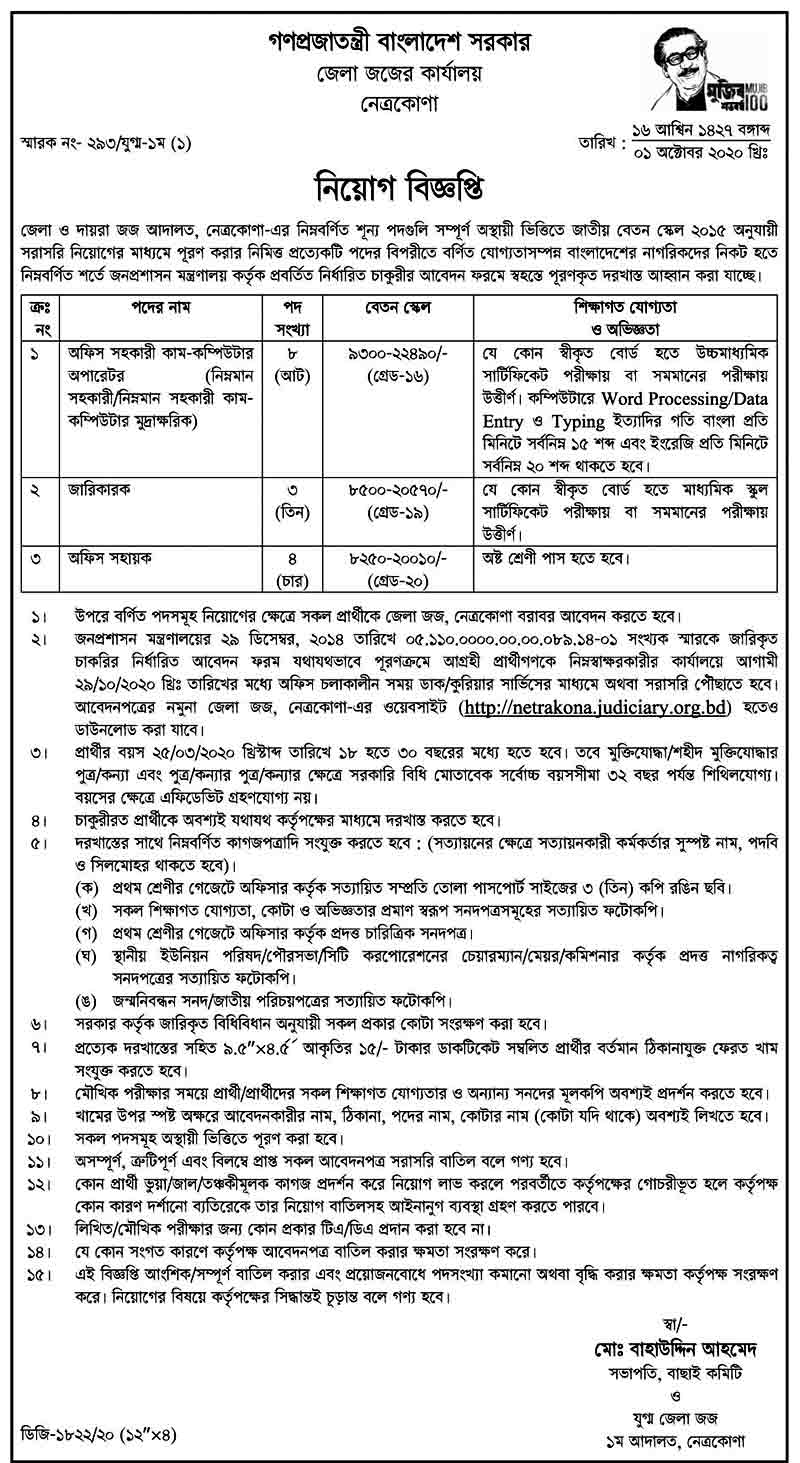 গণপ্রজাতন্ত্রী বাংলাদেশ সরকার
জেলা জজের কার্যালয়
নেত্রকোণা
মুজিব শতবর্ষ MUJIB 100
স্মারক নং- ২৯৩/যুগ্ম-১ম (১)
তারিখ : ১৬ আশ্বিন ১৪২৭ বঙ্গাব্দ
০১ অক্টোবর ২০২০ খ্রিঃ
নিয়োগ বিজ্ঞপ্তি
জেলা ও দায়রা জজ আদালত, নেত্রকোণা-এর নিম্নবর্ণিত শূন্য পদগুলি সম্পূর্ণ অস্থায়ী ভিত্তিতে জাতীয় বেতন স্কেল ২০১৫ অনুযায়ী
সরাসরি নিয়োগের মাধ্যমে পূরণ করার নিমিত্ত প্রত্যেকটি পদের বিপরীতে বর্ণিত যোগ্যতাসম্পন্ন বাংলাদেশের নাগরিকদের নিকট হতে
নিম্নবর্ণিত শর্তে জনপ্রশাসন মন্ত্রণালয় কর্তৃক প্রবর্তিত নির্ধারিত চাকুরীর আবেদন ফরমে স্বহস্তে পূরণকৃত দরখাস্ত আহ্বান করা যাচ্ছে।
ক্রঃ নং পদের নাম পদ সংখ্যা বেতন স্কেল শিক্ষাগত যোগ্যতা ও অভিজ্ঞতা
১ অফিস সহকারী কাম-কম্পিউটার ৮ ৯৩০০-২২৪৯০/- যে কোন স্বীকৃত বোর্ড হতে উচ্চমাধ্যমিক
অপারেটর (নিম্নমান (আট) (গ্রেড-১৬) সার্টিফিকেট পরীক্ষায় বা সমমানের পরীক্ষায়
সহকারী/নিম্নমান সহকারী কাম- উত্তীর্ণ। কম্পিউটারে Word Processing/Data
কম্পিউটার মুদ্রাক্ষরিক) Entry ও Typing ইত্যাদির গতি বাংলা প্রতি
মিনিটে সর্বনিম্ন ১৫ শব্দ এবং ইংরেজি প্রতি মিনিটে
সর্বনিম্ন ২০ শব্দ থাকতে হবে।
২ জারিকারক ৩ ৮৫০০-২০৫৭০/- যে কোন স্বীকৃত বোর্ড হতে মাধ্যমিক স্কুল
(তিন) (গ্রেড-১৯) সার্টিফিকেট পরীক্ষায় বা সমমানের পরীক্ষায়
উত্তীর্ণ।
৩ অফিস সহায়ক ৪ ৮২৫০-২০০১০/- অষ্ট শ্রেণী পাস হতে হবে।
(চার) (গ্রেড-২০)
১। উপরে বর্ণিত পদসমূহ নিয়োগের ক্ষেত্রে সকল প্রার্থীকে জেলা জজ, নেত্রকোণা বরাবর আবেদন করতে হবে।
২। জনপ্রশাসন মন্ত্রণালয়ের ২৯ ডিসেম্বর, ২০১৪ তারিখে ০৫.১১০.০০০০.০০.০০.০৮৯.১৪-০১ সংখ্যক স্মারকে জারিকৃত
চাকরির নির্ধারিত আবেদন ফরম যথাযথভাবে পূরণক্রমে আগ্রহী প্রার্থীগণকে নিম্নস্বাক্ষরকারীর কার্যালয়ে আগামী
২৯/১০/২০২০ খ্রিঃ তারিখের মধ্যে অফিস চলাকালীন সময় ডাক/কুরিয়ার সার্ভিসের মাধ্যমে অথবা সরাসরি পৌছাতে হবে।
আবেদনপত্রের নমুনা জেলা জজ, নেত্রকোণা-এর ওয়েবসাইট (http://netrakona.judiciary.org.bd) হতেও
ডাউনলোড করা যাবে।
৩। প্রার্থীর বয়স ২৫/০৩/২০২০ খ্রিস্টাব্দ তারিখে ১৮ হতে ৩০ বছরের মধ্যে হতে হবে। তবে মুক্তিযোদ্ধা/শহীদ মুক্তিযোদ্ধার
পুত্র/কন্যা এবং পুত্র/কন্যার পুত্র/কন্যার ক্ষেত্রে সরকারি বিধি মোতাবেক সর্বোচ্চ বয়সসীমা ৩২ বছর পর্যন্ত শিথিলযোগ্য।
বয়সের ক্ষেত্রে এফিডেভিট গ্রহণযোগ্য নয়।
৪। চাকুরীরত প্রার্থীকে অবশ্যই যথাযথ কর্তৃপক্ষের মাধ্যমে দরখাস্ত করতে হবে।
৫। দরখাস্তের সাথে নিম্নবর্ণিত কাগজপত্রাদি সংযুক্ত করতে হবে : (সত্যায়নের ক্ষেত্রে সত্যায়নকারী কর্মকর্তার সুস্পষ্ট নাম, পদবি
ও সিলমোহর থাকতে হবে)।
(ক) প্রথম শ্রেণীর গেজেটে অফিসার কর্তৃক সত্যায়িত সম্প্রতি তোলা পাসপোর্ট সাইজের ৩ (তিন) কপি রঙিন ছবি।
(খ) সকল শিক্ষাগত যোগ্যতা, কোটা ও অভিজ্ঞতার প্রমাণ স্বরূপ সনদপত্রসমূহের সত্যায়িত ফটোকপি।
(গ) প্রথম শ্রেণীর গেজেটে অফিসার কর্তৃক প্রদত্ত চারিত্রিক সনদপত্র।
(ঘ) স্থানীয় ইউনিয়ন পরিষদ/পৌরসভা/সিটি করপোরেশনের চেয়ারম্যান/মেয়র/কমিশনার কর্তৃক প্রদত্ত নাগরিকত্ব
সনদপত্রের সত্যায়িত ফটোকপি।
(ঙ) জন্মনিবন্ধন সনদ/জাতীয় পরিচয়পত্রের সত্যায়িত ফটোকপি।
৬। সরকার কর্তৃক জারিকৃত বিধিবিধান অনুযায়ী সকল প্রকার কোটা সংরক্ষণ করা হবে।
৭। প্রত্যেক দরখাস্তের সহিত ৯.৫″×৪.৫″ আকৃতির ১৫/- টাকার ডাকটিকেট সম্বলিত প্রার্থীর বর্তমান ঠিকানাযুক্ত ফেরত খাম
সংযুক্ত করতে হবে।
৮। মৌখিক পরীক্ষার সময়ে প্রার্থী/প্রার্থীদের সকল শিক্ষাগত যোগ্যতার ও অন্যান্য সনদের মূলকপি অবশ্যই প্রদর্শন করতে হবে।
৯। খামের উপর স্পষ্ট অক্ষরে আবেদনকারীর নাম, ঠিকানা, পদের নাম, কোটার নাম (কোটা যদি থাকে) অবশ্যই লিখতে হবে।
১০। সকল পদসমূহ অস্থায়ী ভিত্তিতে পূরণ করা হবে।
১১। অসম্পূর্ণ, ত্রুটিপূর্ণ এবং বিলম্বে প্রাপ্ত সকল আবেদনপত্র সরাসরি বাতিল বলে গণ্য হবে।
১২। কোন প্রার্থী ভুয়া/জাল/তঞ্চকীমূলক কাগজ প্রদর্শন করে নিয়োগ লাভ করলে পরবর্তীতে কর্তৃপক্ষের গোচরীভূত হলে কর্তৃপক্ষ
কোন কারণ দর্শানো ব্যতিরেকে তার নিয়োগ বাতিলসহ আইনানুগ ব্যবস্থা গ্রহণ করতে পারবে।
১৩। লিখিত/মৌখিক পরীক্ষার জন্য কোন প্রকার টিএ/ডিএ প্রদান করা হবে না।
১৪। যে কোন সংগত কারণে কর্তৃপক্ষ আবেদনপত্র বাতিল করার ক্ষমতা সংরক্ষণ করে।
১৫। এই বিজ্ঞপ্তি আংশিক/সম্পূর্ণ বাতিল করার এবং প্রয়োজনবোধে পদসংখ্যা কমানো অথবা বৃদ্ধি করার ক্ষমতা কর্তৃপক্ষ সংরক্ষণ
করে। নিয়োগের বিষয়ে কর্তৃপক্ষের সিদ্ধান্তই চূড়ান্ত বলে গণ্য হবে।
স্বা/-
মোঃ বাহাউদ্দিন আহমেদ
সভাপতি, বাছাই কমিটি
ও
যুগ্ম জেলা জজ
১ম আদালত, নেত্রকোণা
ডিজি-১৮২২/২০ (১২″×৪)